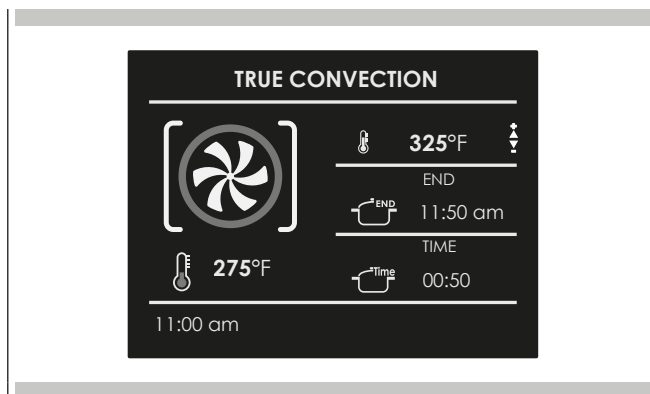 TRUE CONVECTION
325°F
END
END 11:50 am
275°F
TIME
Time 00:50
11:00 am